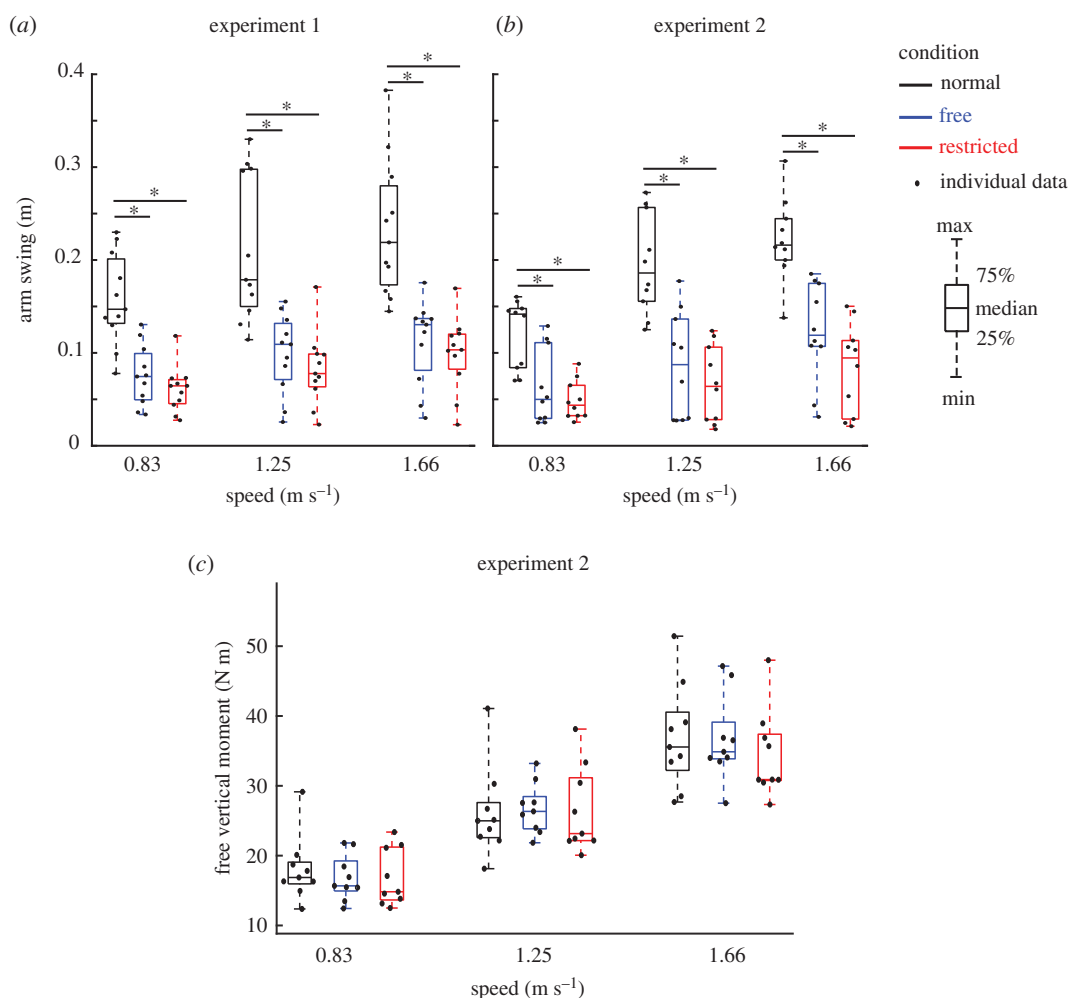 (a) experiment 1
(b) experiment 2
condition
normal
free
restricted
individual data
max
75%
median
25%
min
arm swing (m)
0.4
0.3
0.2
0.1
0
* * * * * *
0.83 1.25 1.66
speed (m s⁻¹)
* * * * * *
0.83 1.25 1.66
speed (m s⁻¹)
(c) experiment 2
free vertical moment (N m)
50
40
30
20
10
0.83 1.25 1.66
speed (m s⁻¹)